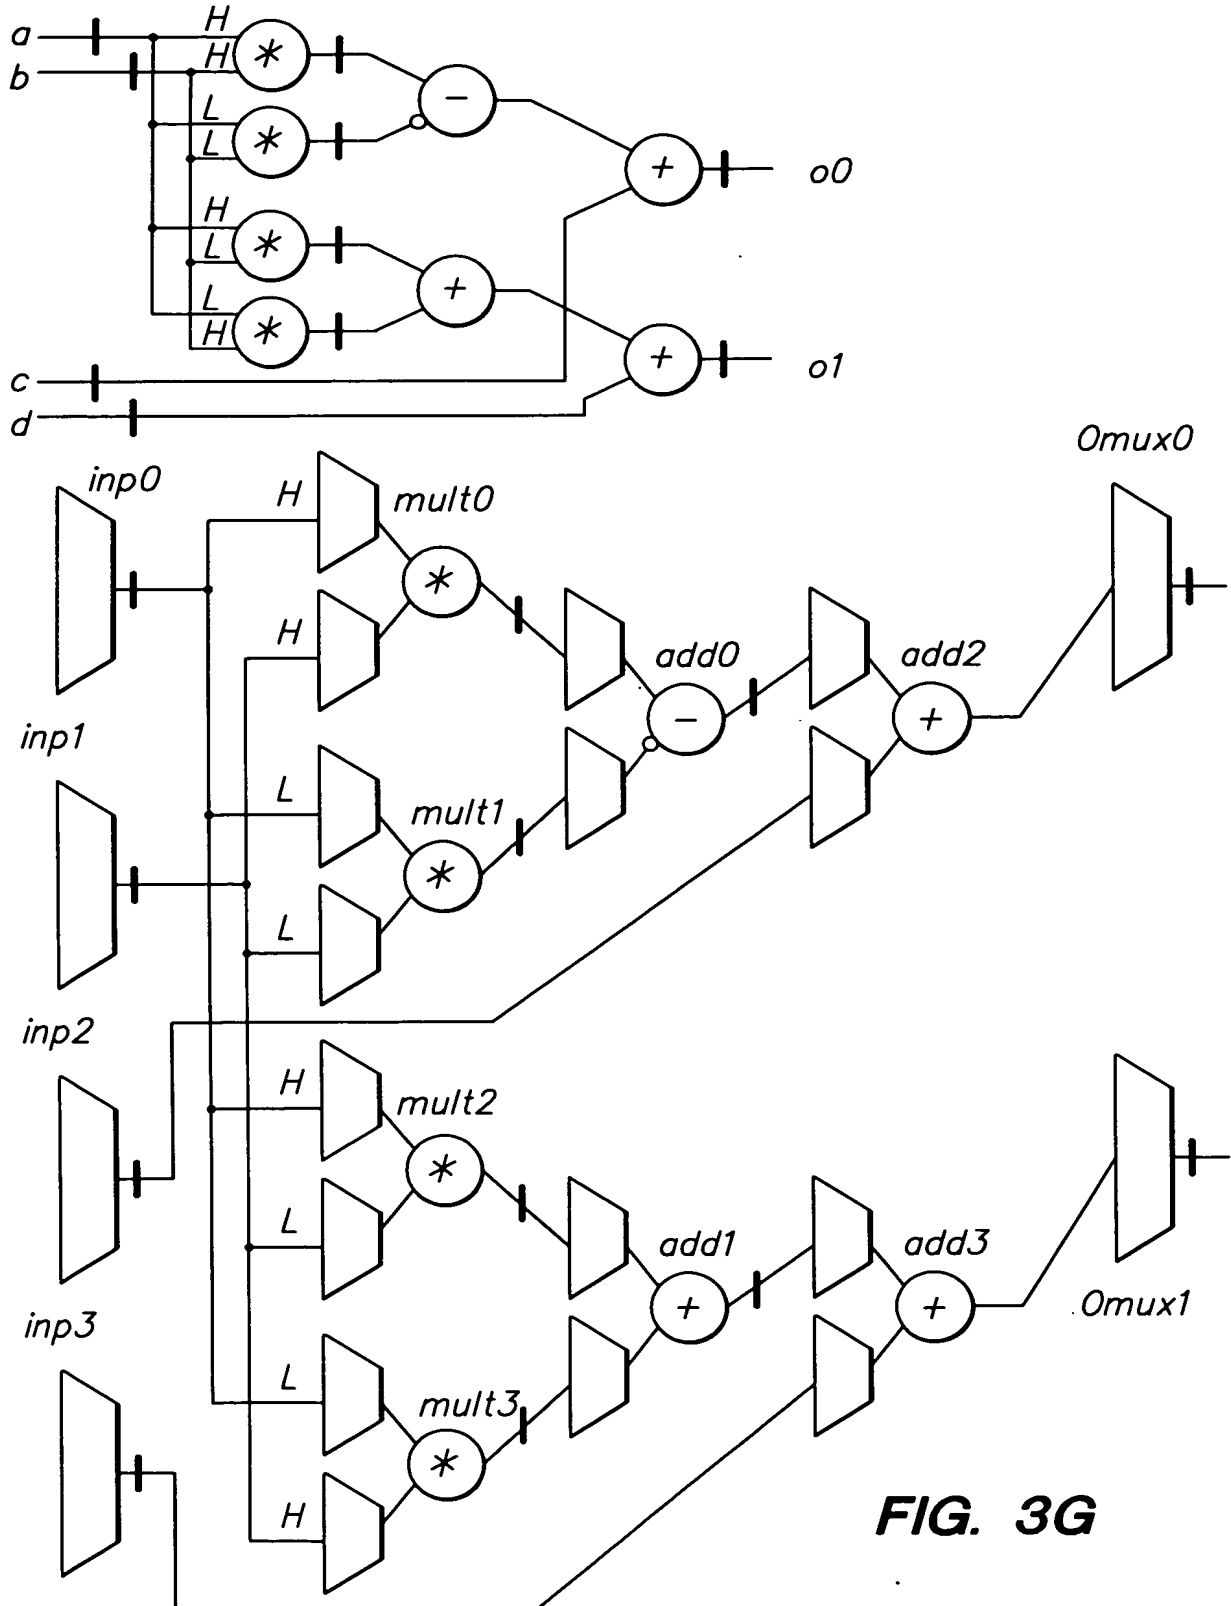 a
H
*
H
b
-
L
*
L
+
o0
H
*
L
+
L
*
H
+
o1
c
d
Omux0
inp0
H
mult0
*
H
add0
add2
-
+
inp1
L
mult1
*
L
inp2
H
mult2
*
L
add1
add3
+
+
Omux1
inp3
L
mult3
*
H
FIG. 3G